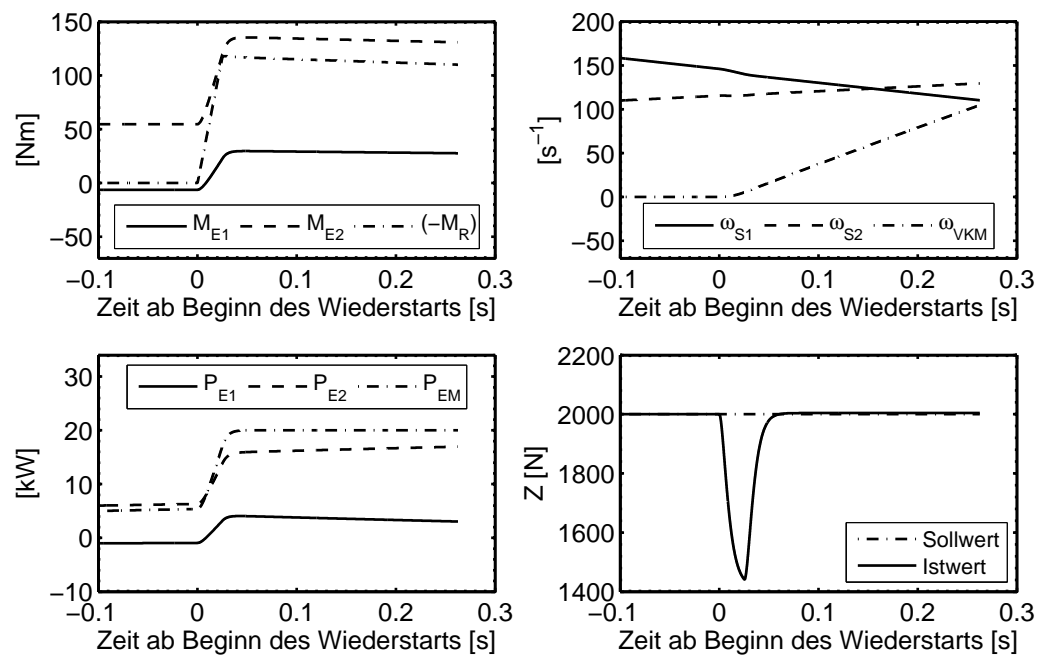 150
100
50
0
−50
[Nm]
M_E1 M_E2 (-M_R)
−0.1 0 0.1 0.2 0.3
Zeit ab Beginn des Wiederstarts [s]
200
150
100
50
0
−50
[s⁻¹]
ω_S1 ω_S2 ω_VKM
−0.1 0 0.1 0.2 0.3
Zeit ab Beginn des Wiederstarts [s]
30
20
10
0
−10
[kW]
P_E1 P_E2 P_EM
−0.1 0 0.1 0.2 0.3
Zeit ab Beginn des Wiederstarts [s]
2200
2000
1800
1600
1400
Z [N]
Sollwert
Istwert
−0.1 0 0.1 0.2 0.3
Zeit ab Beginn des Wiederstarts [s]